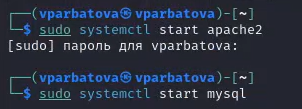 ┌──(vparbatova㉿vparbatova)-[~]
└─$ sudo systemctl start apache2
[sudo] пароль для vparbatova:
┌──(vparbatova㉿vparbatova)-[~]
└─$ sudo systemctl start mysql